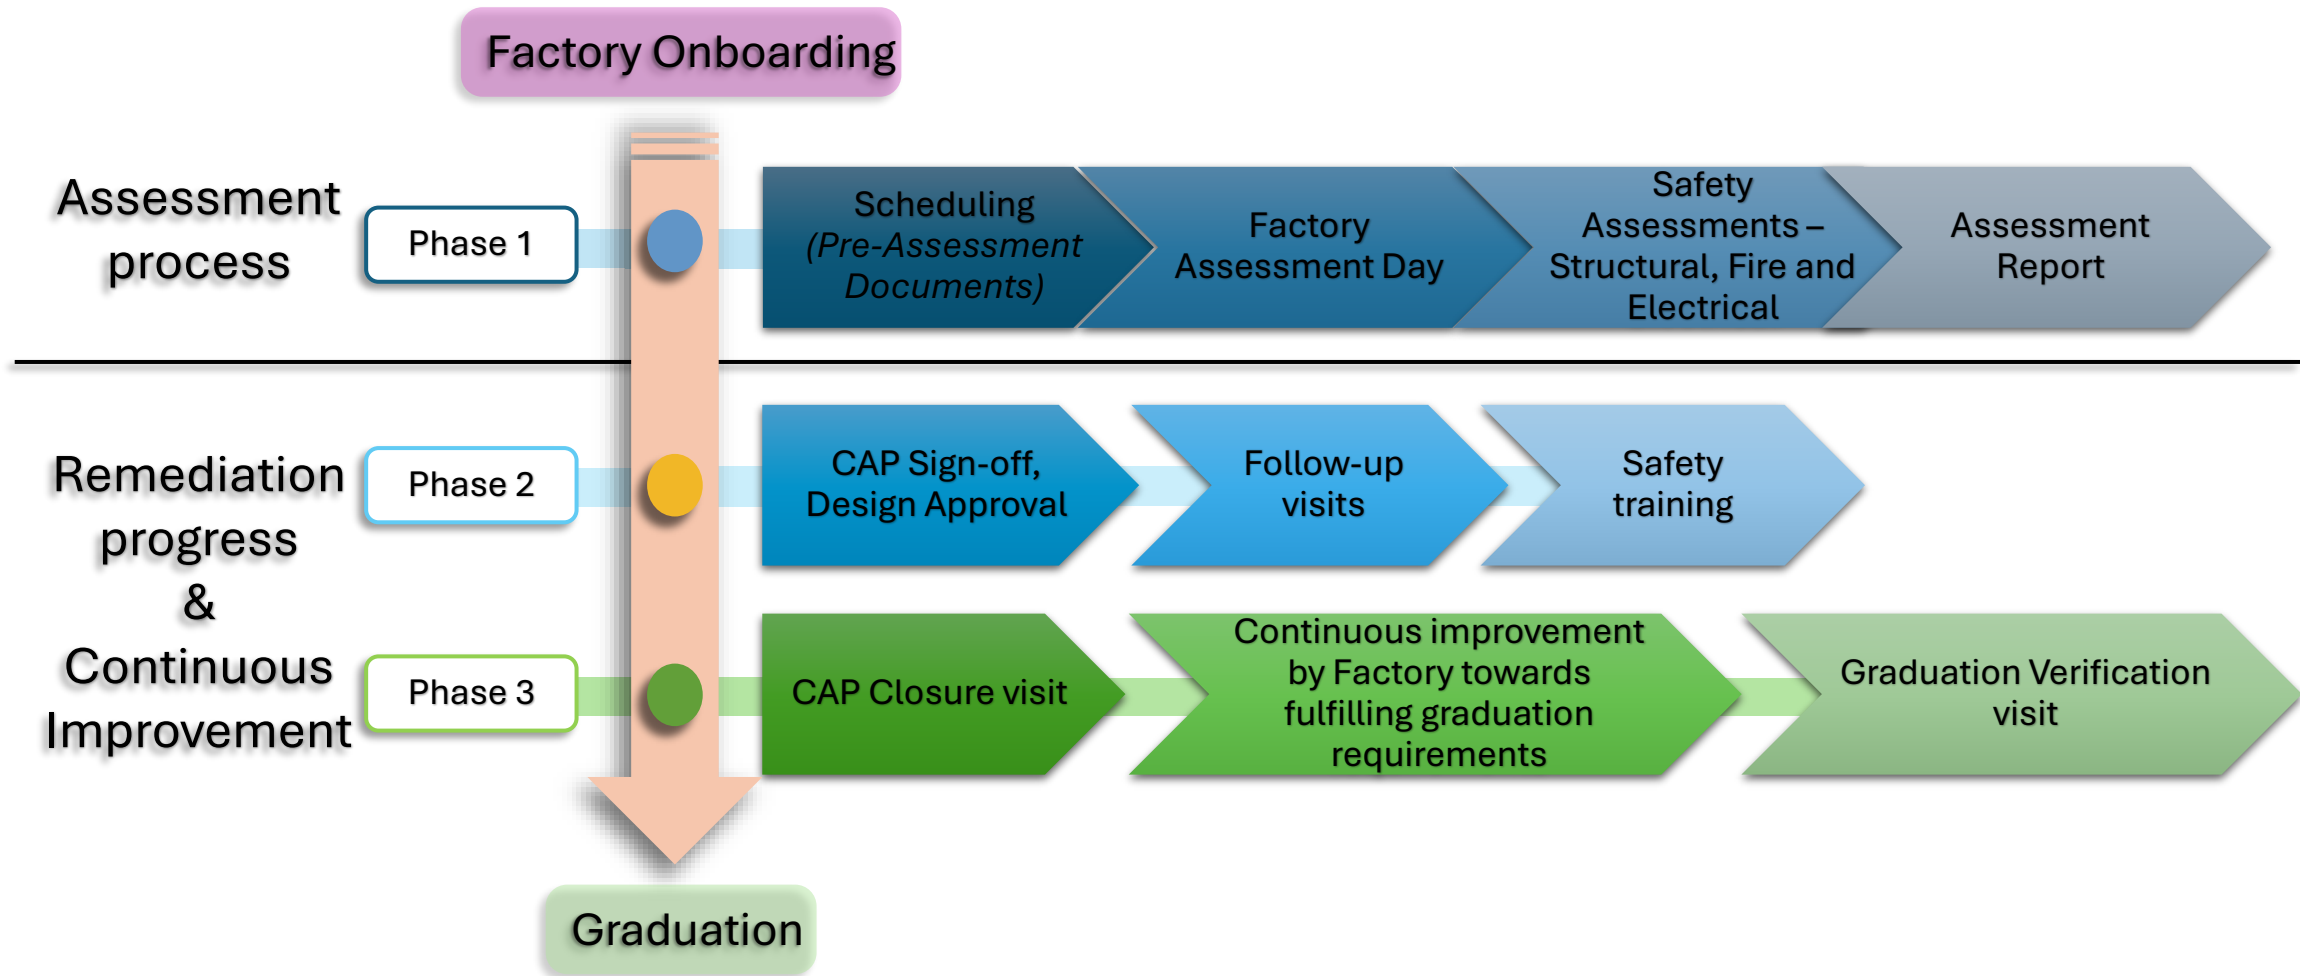 Factory Onboarding
Assessment
process
Phase 1
Scheduling
(Pre-Assessment
Documents)
Factory
Assessment Day
Safety
Assessments –
Structural, Fire and
Electrical
Assessment
Report
Remediation
progress
&
Continuous
Improvement
Phase 2
CAP Sign-off,
Design Approval
Follow-up
visits
Safety
training
Phase 3
CAP Closure visit
Continuous improvement
by Factory towards
fulfilling graduation
requirements
Graduation Verification
visit
Graduation